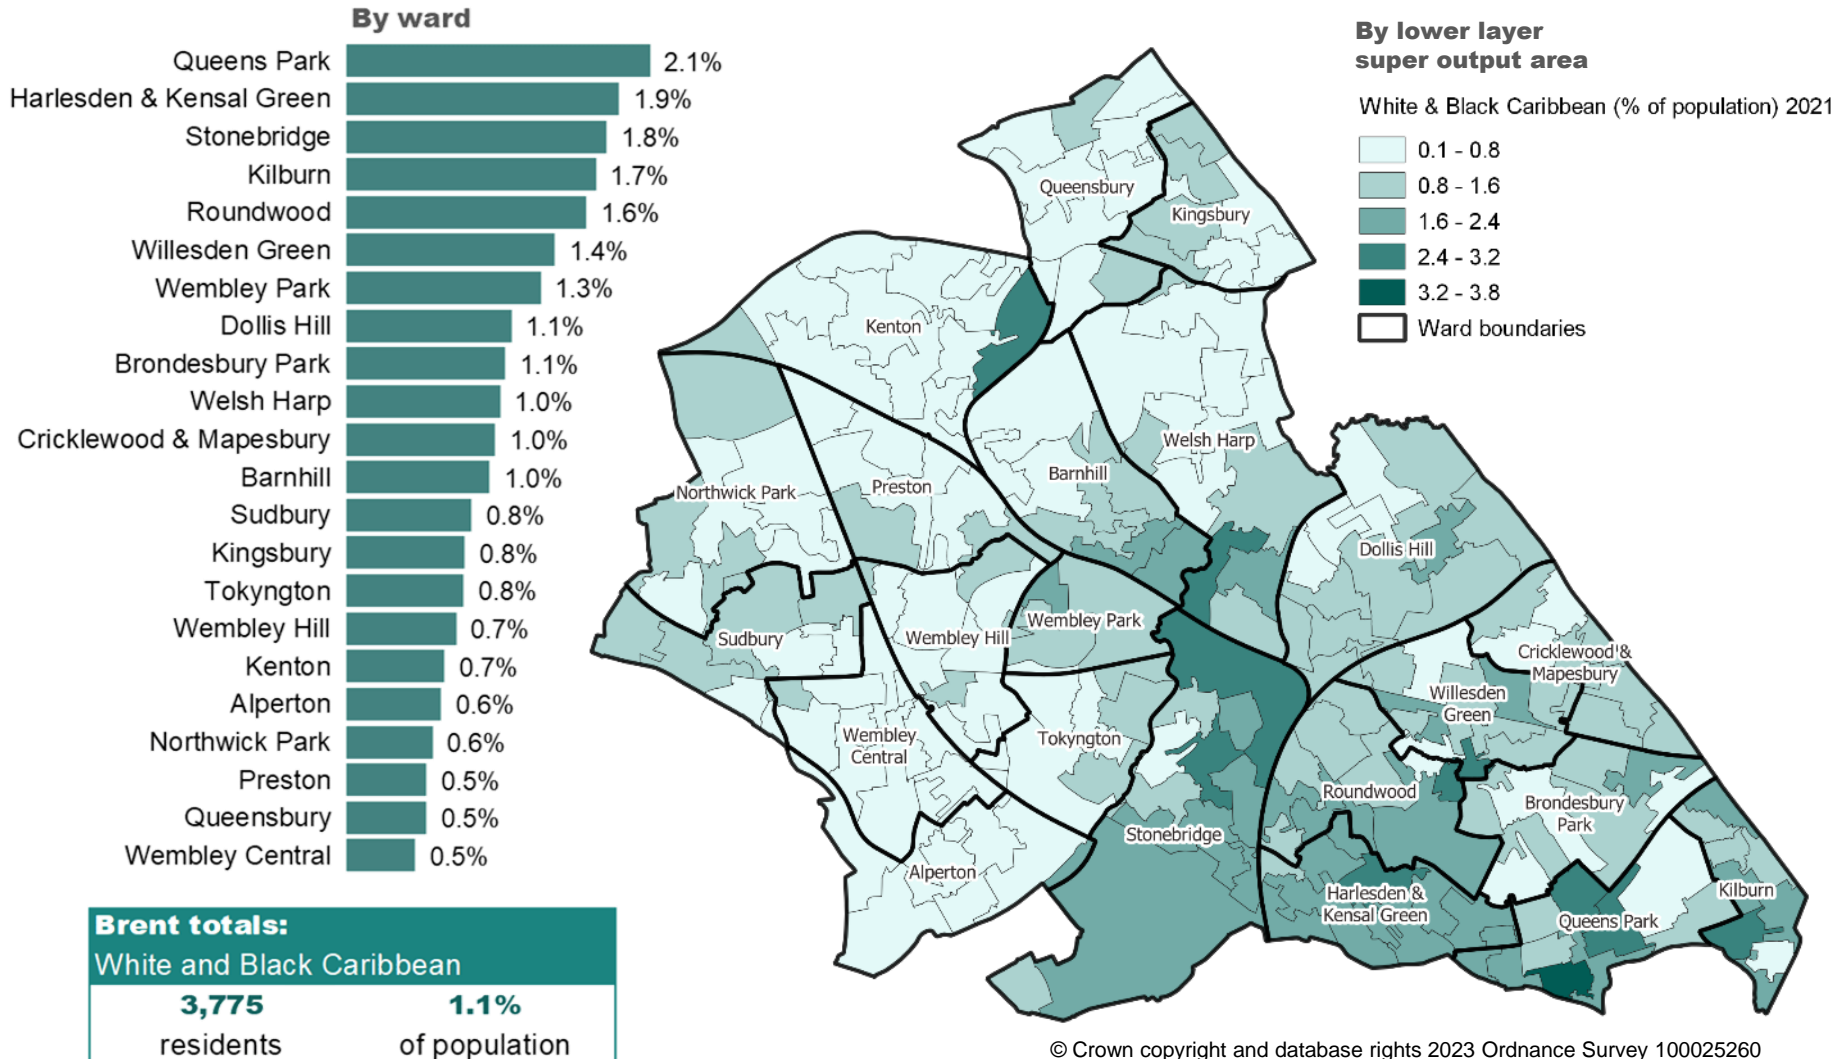 By ward
Queens Park 2.1%
Harlesden & Kensal Green 1.9%
Stonebridge 1.8%
Kilburn 1.7%
Roundwood 1.6%
Willesden Green 1.4%
Wembley Park 1.3%
Dollis Hill 1.1%
Brondesbury Park 1.1%
Welsh Harp 1.0%
Cricklewood & Mapesbury 1.0%
Barnhill 1.0%
Sudbury 0.8%
Kingsbury 0.8%
Tokyngton 0.8%
Wembley Hill 0.7%
Kenton 0.7%
Alperton 0.6%
Northwick Park 0.6%
Preston 0.5%
Queensbury 0.5%
Wembley Central 0.5%
Brent totals:
White and Black Caribbean
3,775 1.1%
residents of population
By lower layer
super output area
White & Black Caribbean (% of population) 2021
0.1 - 0.8
0.8 - 1.6
1.6 - 2.4
2.4 - 3.2
3.2 - 3.8
Ward boundaries
Queensbury
Kingsbury
Kenton
Welsh Harp
Barnhill
Preston
Northwick Park
Dollis Hill
Wembley Park
Wembley Hill
Sudbury
Cricklewood &
Mapesbury
Willesden
Green
Wembley
Central
Tokyngton
Roundwood
Brondesbury
Park
Stonebridge
Alperton
Harlesden &
Kensal Green
Kilburn
Queens Park
© Crown copyright and database rights 2023 Ordnance Survey 100025260